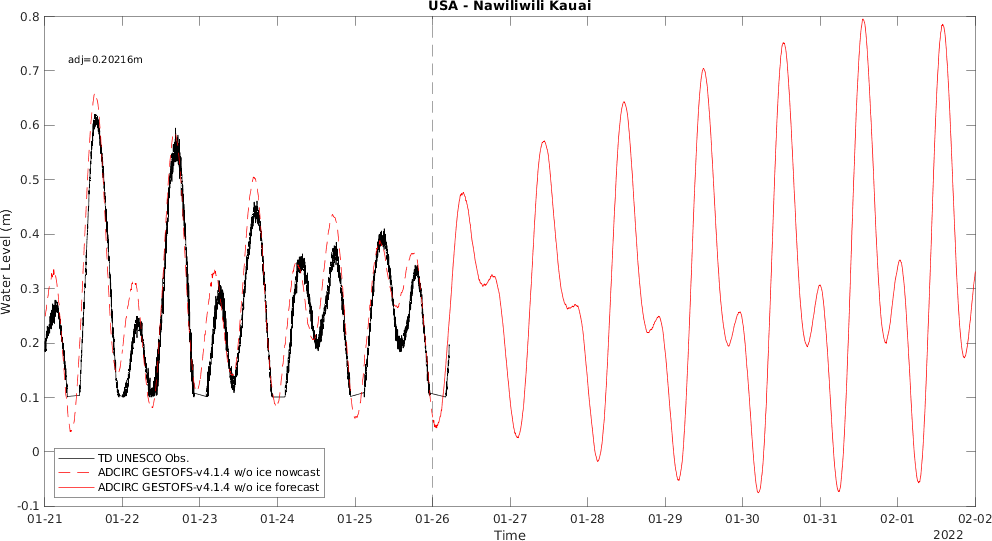 USA - Nawiliwili Kauai
adj=0.20216m
Water Level (m)
0.8
0.7
0.6
0.5
0.4
0.3
0.2
0.1
0
-0.1
TD UNESCO Obs.
ADCIRC GESTOFS-v4.1.4 w/o ice nowcast
ADCIRC GESTOFS-v4.1.4 w/o ice forecast
01-21 01-22 01-23 01-24 01-25 01-26 01-27 01-28 01-29 01-30 01-31 02-01 02-02
Time
2022